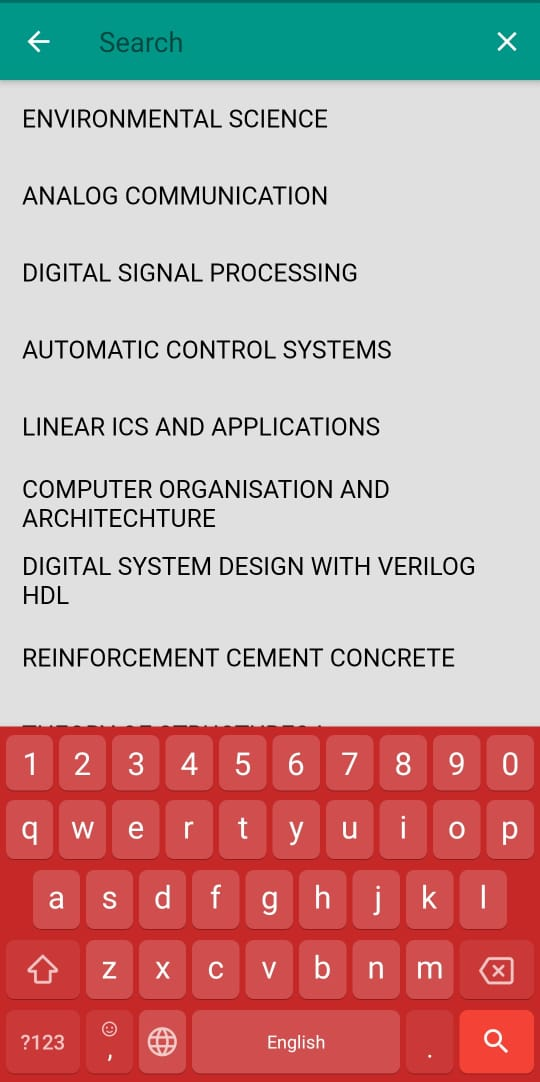 Search
ENVIRONMENTAL SCIENCE
ANALOG COMMUNICATION
DIGITAL SIGNAL PROCESSING
AUTOMATIC CONTROL SYSTEMS
LINEAR ICS AND APPLICATIONS
COMPUTER ORGANISATION AND
ARCHITECHTURE
DIGITAL SYSTEM DESIGN WITH VERILOG
HDL
REINFORCEMENT CEMENT CONCRETE
1 2 3 4 5 6 7 8 9 0
q w e r t y u i o p
a s d f g h j k l
z x c v b n m
?123 , English .